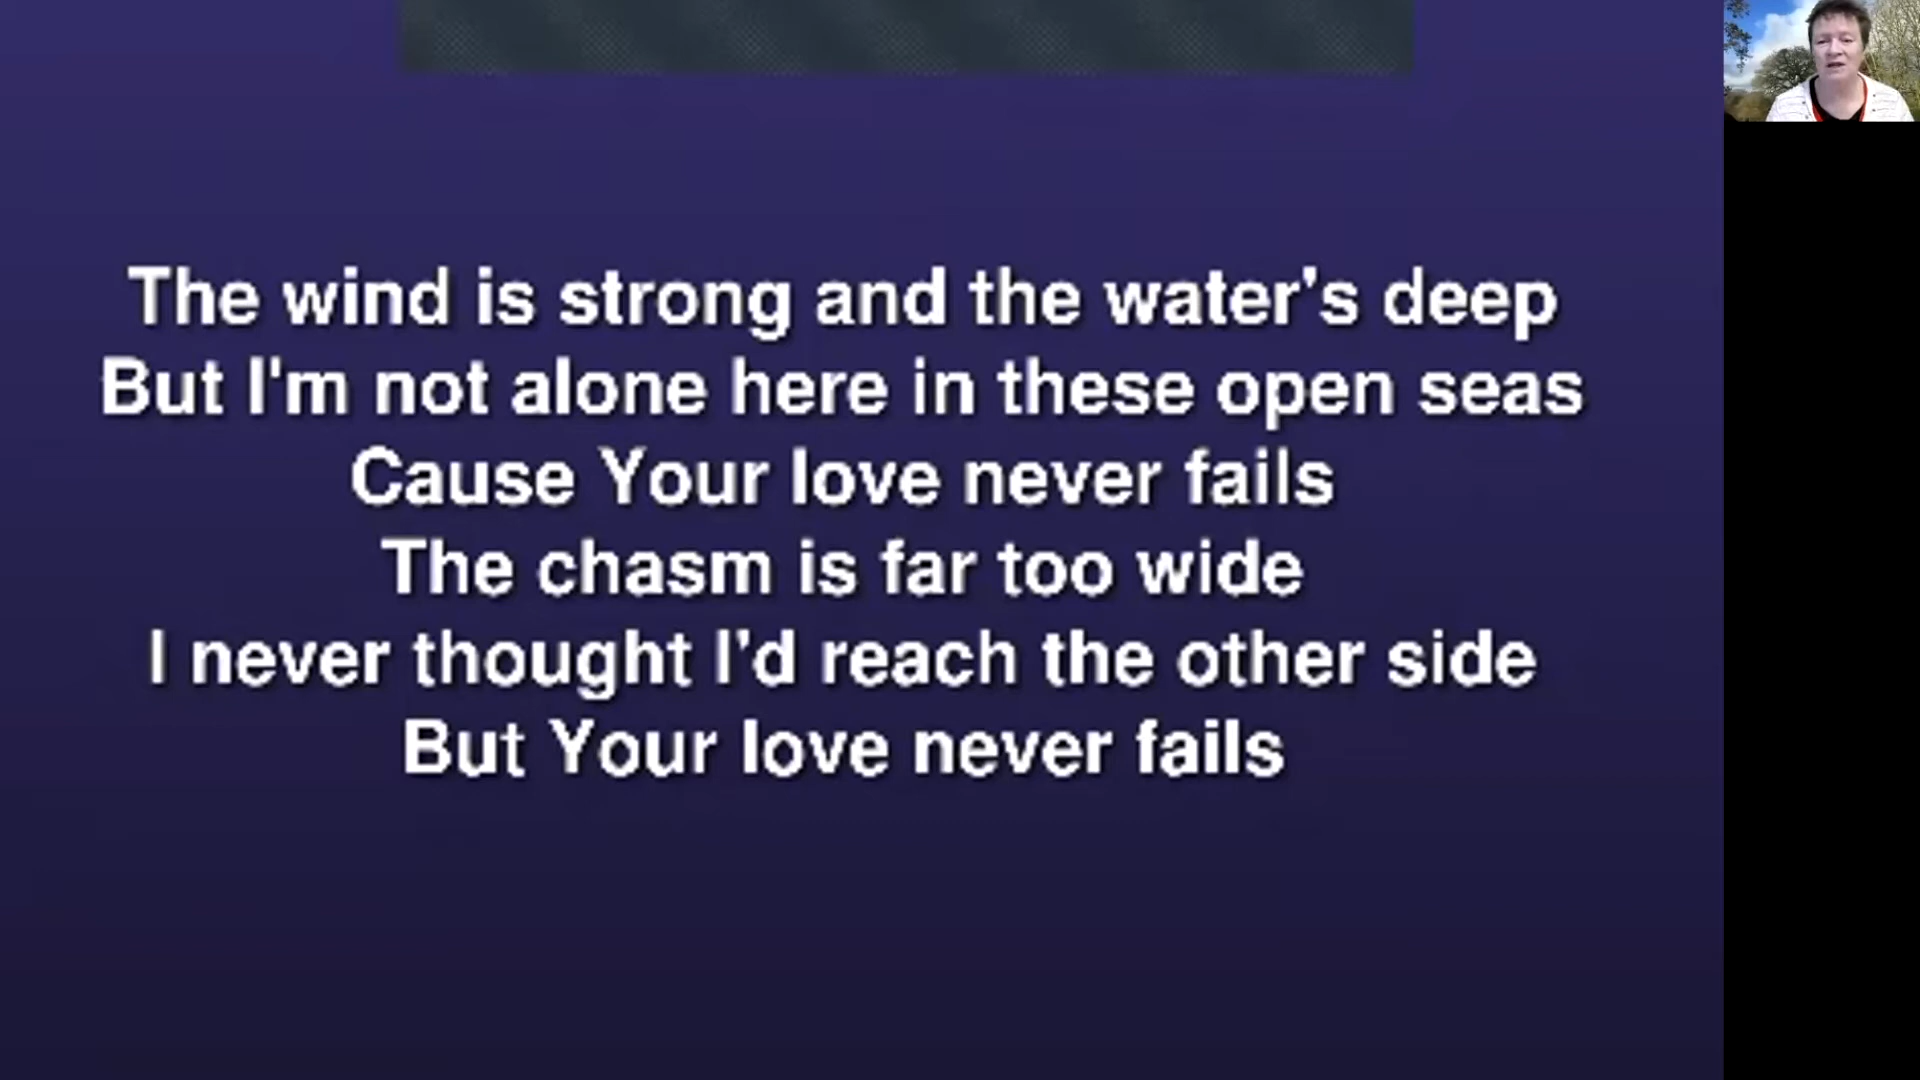 The wind is strong and the water's deep
But I'm not alone here in these open seas
Cause Your love never fails
The chasm is far too wide
I never thought I'd reach the other side
But Your love never fails